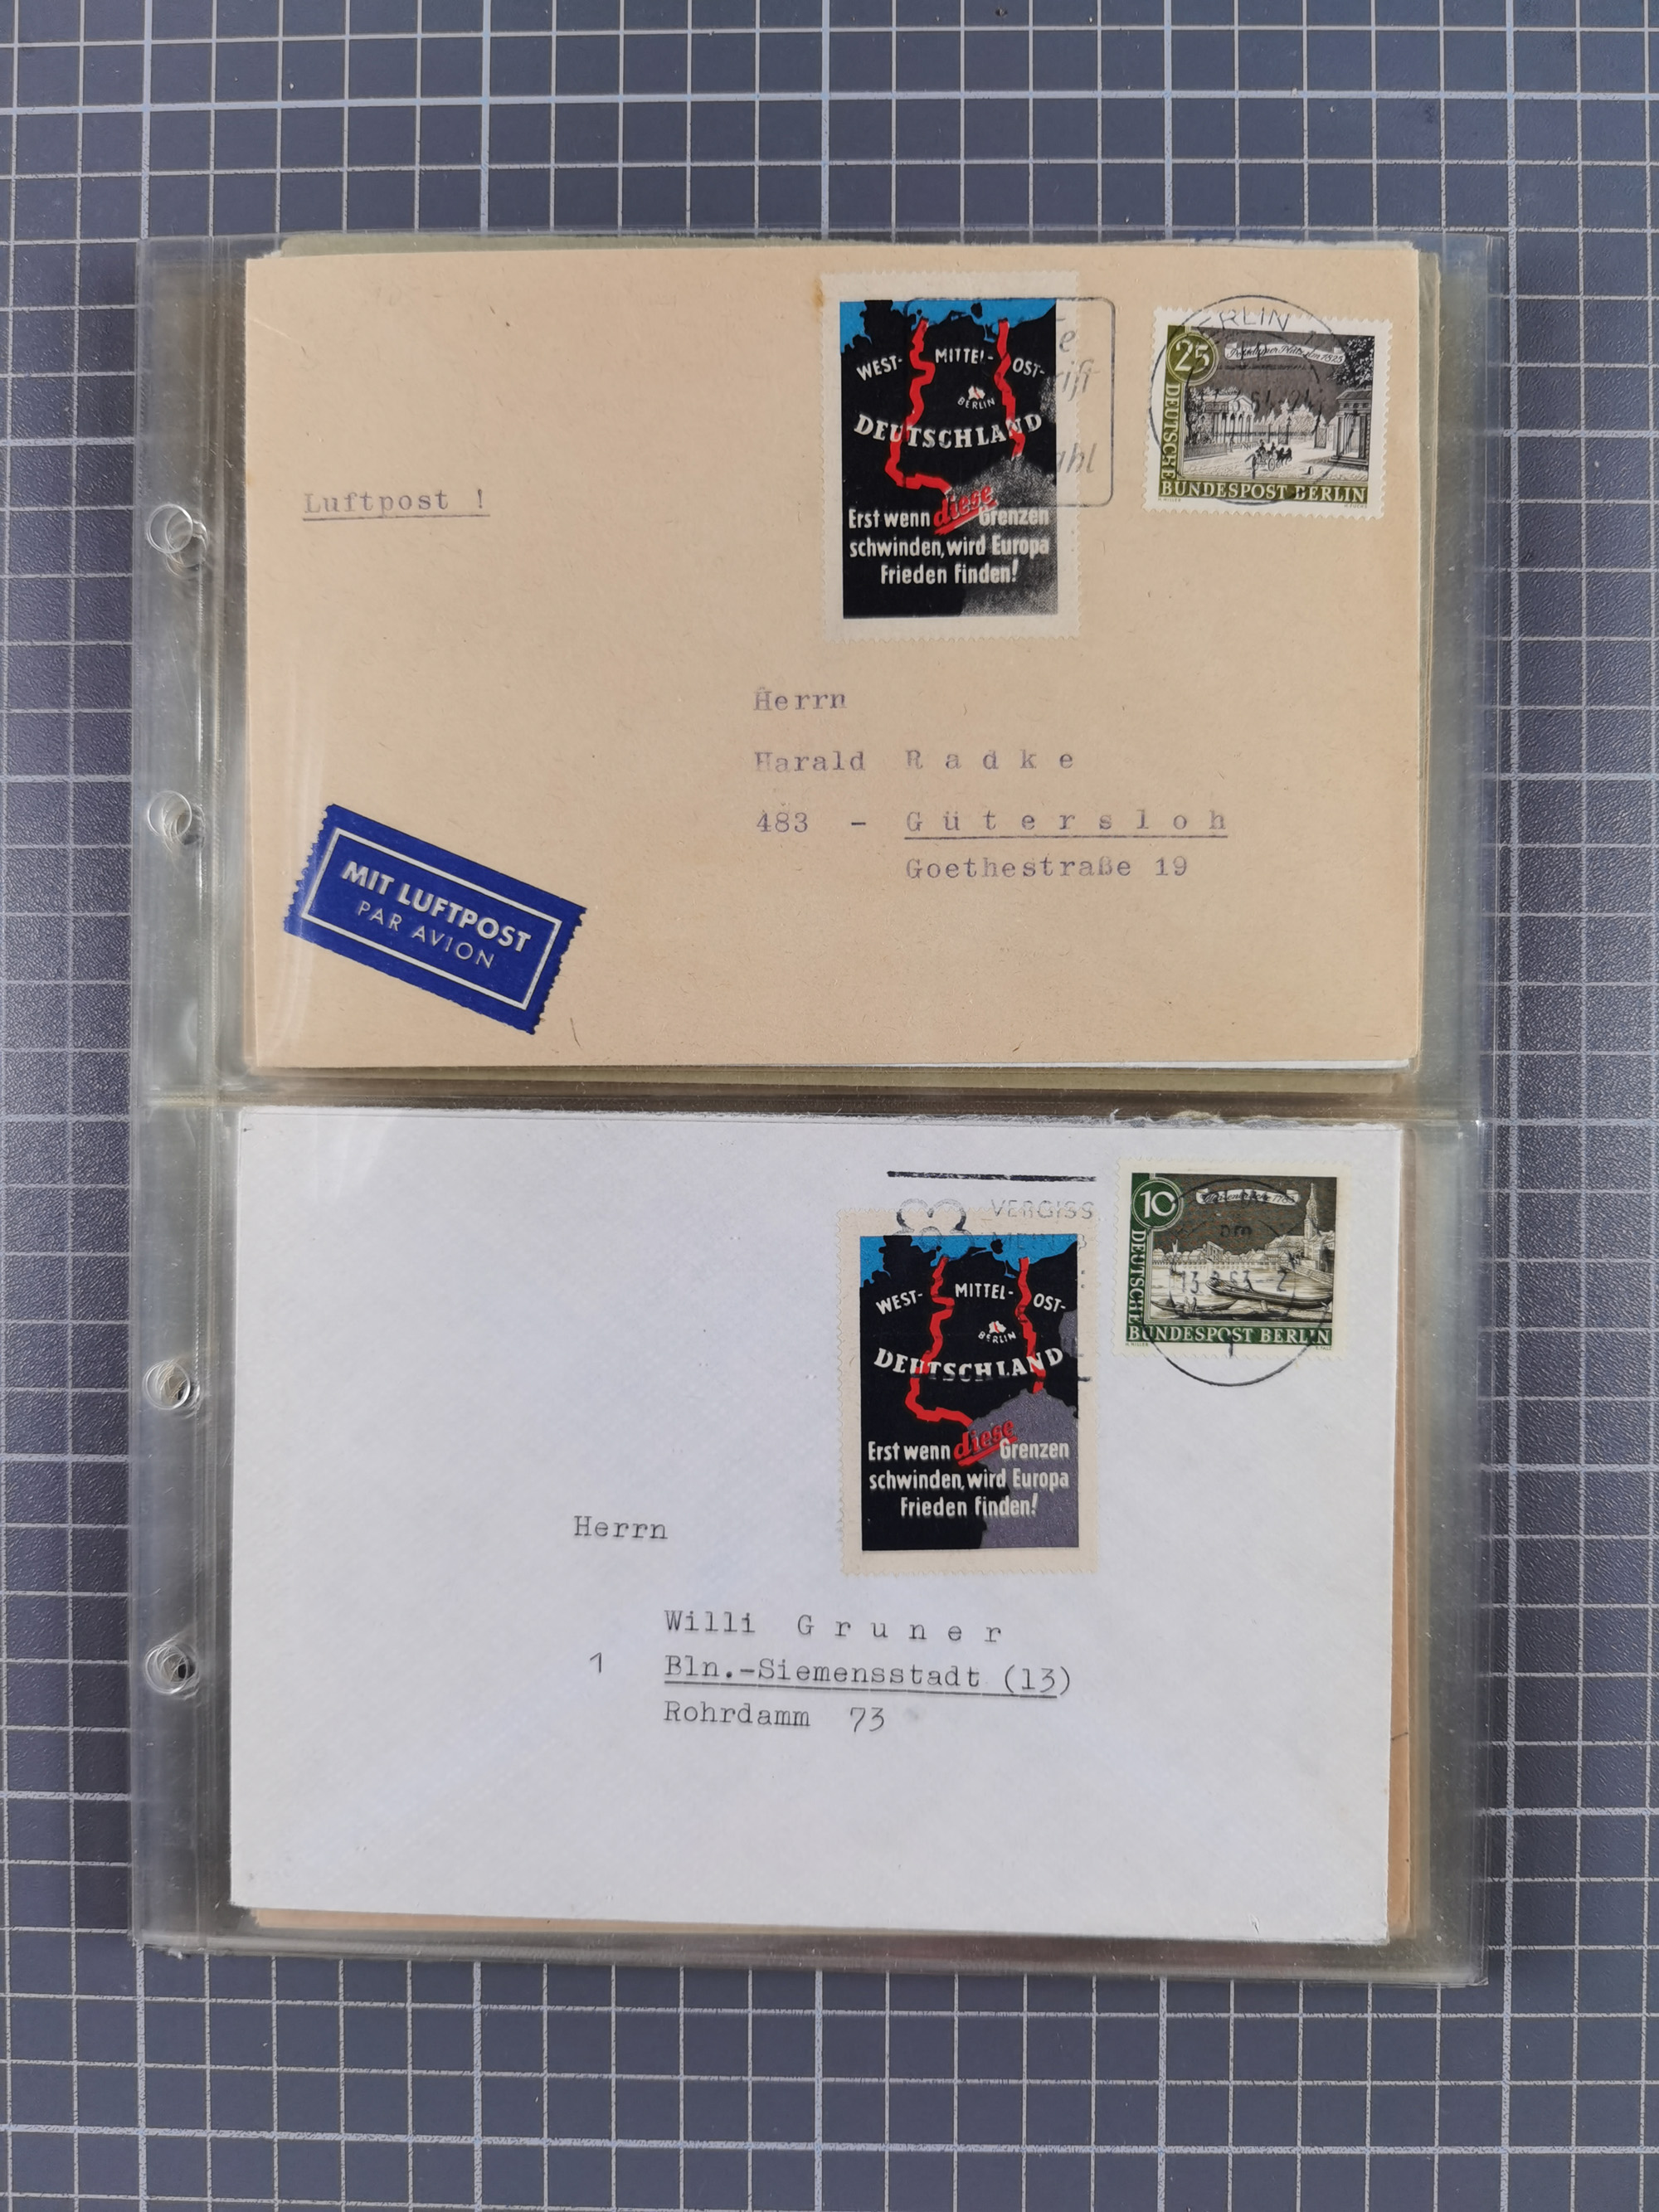 WEST- MITTEL- OST-
BERLIN
DEUTSCHLAND
Erst wenn diese Grenzen
schwinden, wird Europa
Frieden finden!
25
DEUTSCHE
BUNDESPOST BERLIN
Luftpost !
Herrn
Harald Radke
483 - Gütersloh
Goethestraße 19
MIT LUFTPOST
PAR AVION
VERGISS
10
DEUTSCHE
BUNDESPOST BERLIN
WEST- MITTEL- OST-
BERLIN
DEUTSCHLAND
Erst wenn diese Grenzen
schwinden, wird Europa
Frieden finden!
Herrn
Willi Gruner
1 Bln.-Siemensstadt (13)
Rohrdamm 73